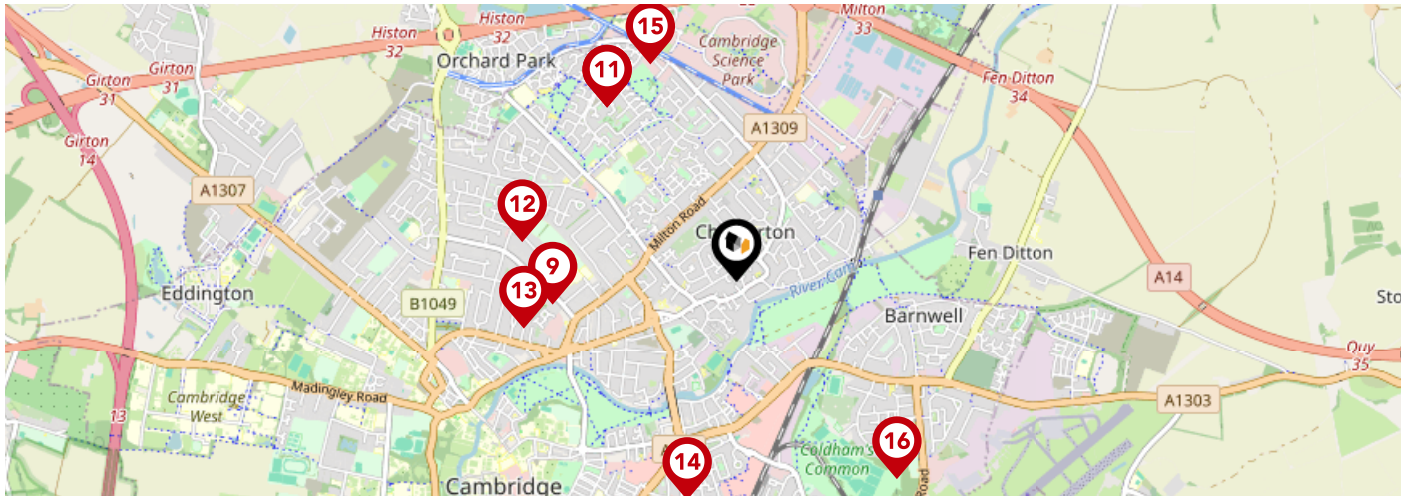 Histon
32
Histon
32
Milton
33
15
Orchard Park
Cambridge
Science
Park
11
Girton
31
Girton
31
Fen Ditton
34
Girton
14
A1309
A1307
12
Milton Road
Fen Ditton
9
13
A14
River Cam
Eddington
B1049
Barnwell
Sto
Quy
35
Madingley Road
Cambridge
West
13
A1303
16
Coldham's
Common
14
Road
Cambridge